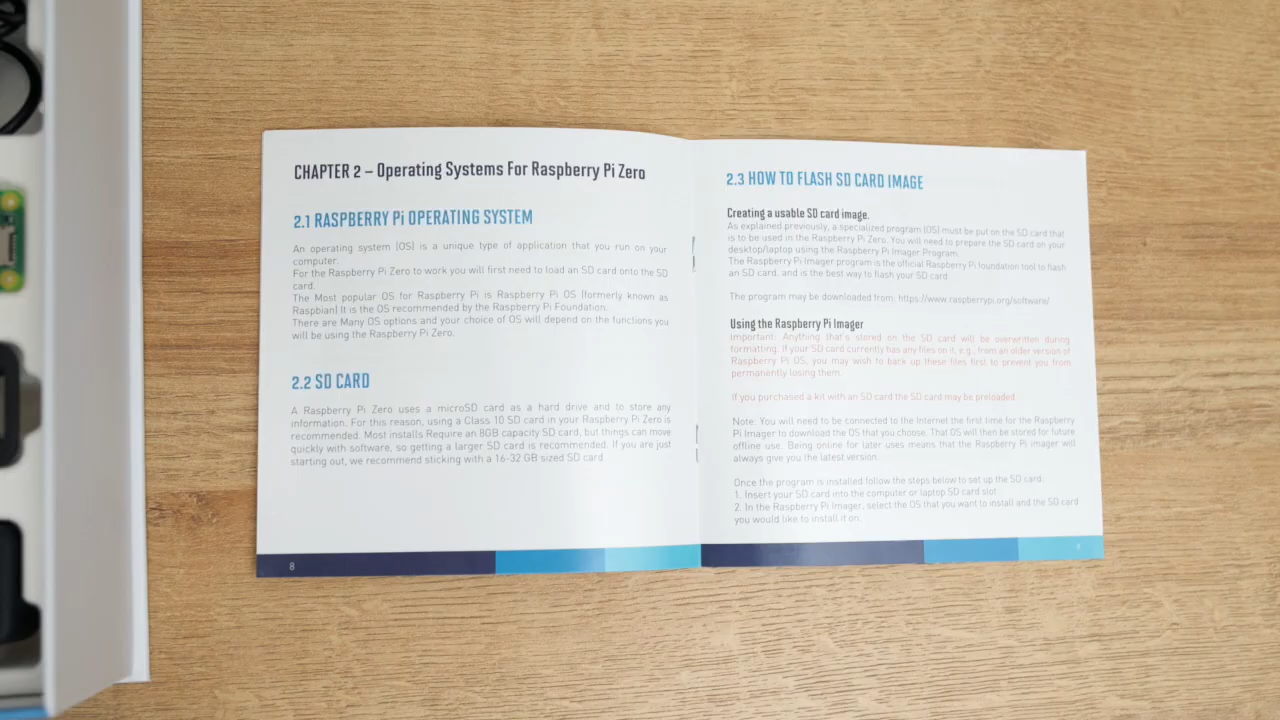 CHAPTER 2 – Operating Systems For Raspberry Pi Zero
2.1 RASPBERRY Pi OPERATING SYSTEM
An operating system (OS) is a unique type of application that you run on your
computer.
For the Raspberry Pi Zero to work you will first need to load an SD card onto the SD
card.
The Most popular OS for Raspberry Pi is Raspberry Pi OS (formerly known as
Raspbian) It is the OS recommended by the Raspberry Pi Foundation.
There are Many OS options and your choice of OS will depend on the functions you
will be using the Raspberry Pi Zero.
2.2 SD CARD
A Raspberry Pi Zero uses a microSD card as a hard drive and to store any
information. For this reason, using a Class 10 SD card in your Raspberry Pi Zero is
recommended. Most installs Require an 8GB capacity SD card, but things can move
quickly with software, so getting a larger SD card is recommended. If you are just
starting out, we recommend sticking with a 16-32 GB sized SD card.
8
2.3 HOW TO FLASH SD CARD IMAGE
Creating a usable SD card image.
As explained previously, a specialized program (OS) must be put on the SD card that
is to be used in the Raspberry Pi Zero. You will need to prepare the SD card on your
desktop/laptop using the Raspberry Pi Imager Program.
The Raspberry Pi Imager program is the official Raspberry Pi foundation tool to flash
an SD card, and is the best way to flash your SD card.
The program may be downloaded from: https://www.raspberrypi.org/software/
Using the Raspberry Pi Imager
Important: Anything that's stored on the SD card will be overwritten during
formatting. If your SD card currently has any files on it, e.g., from an older version of
Raspberry Pi OS, you may wish to back up these files first to prevent you from
permanently losing them.
If you purchased a kit with an SD card the SD card may be preloaded.
Note: You will need to be connected to the Internet the first time for the Raspberry
Pi Imager to download the OS that you choose. That OS will then be stored for future
offline use. Being online for later uses means that the Raspberry Pi imager will
always give you the latest version.
Once the program is installed follow the steps below to set up the SD card:
1. Insert your SD card into the computer or laptop SD card slot
2. In the Raspberry Pi Imager, select the OS that you want to install and the SD card
you would like to install it on.